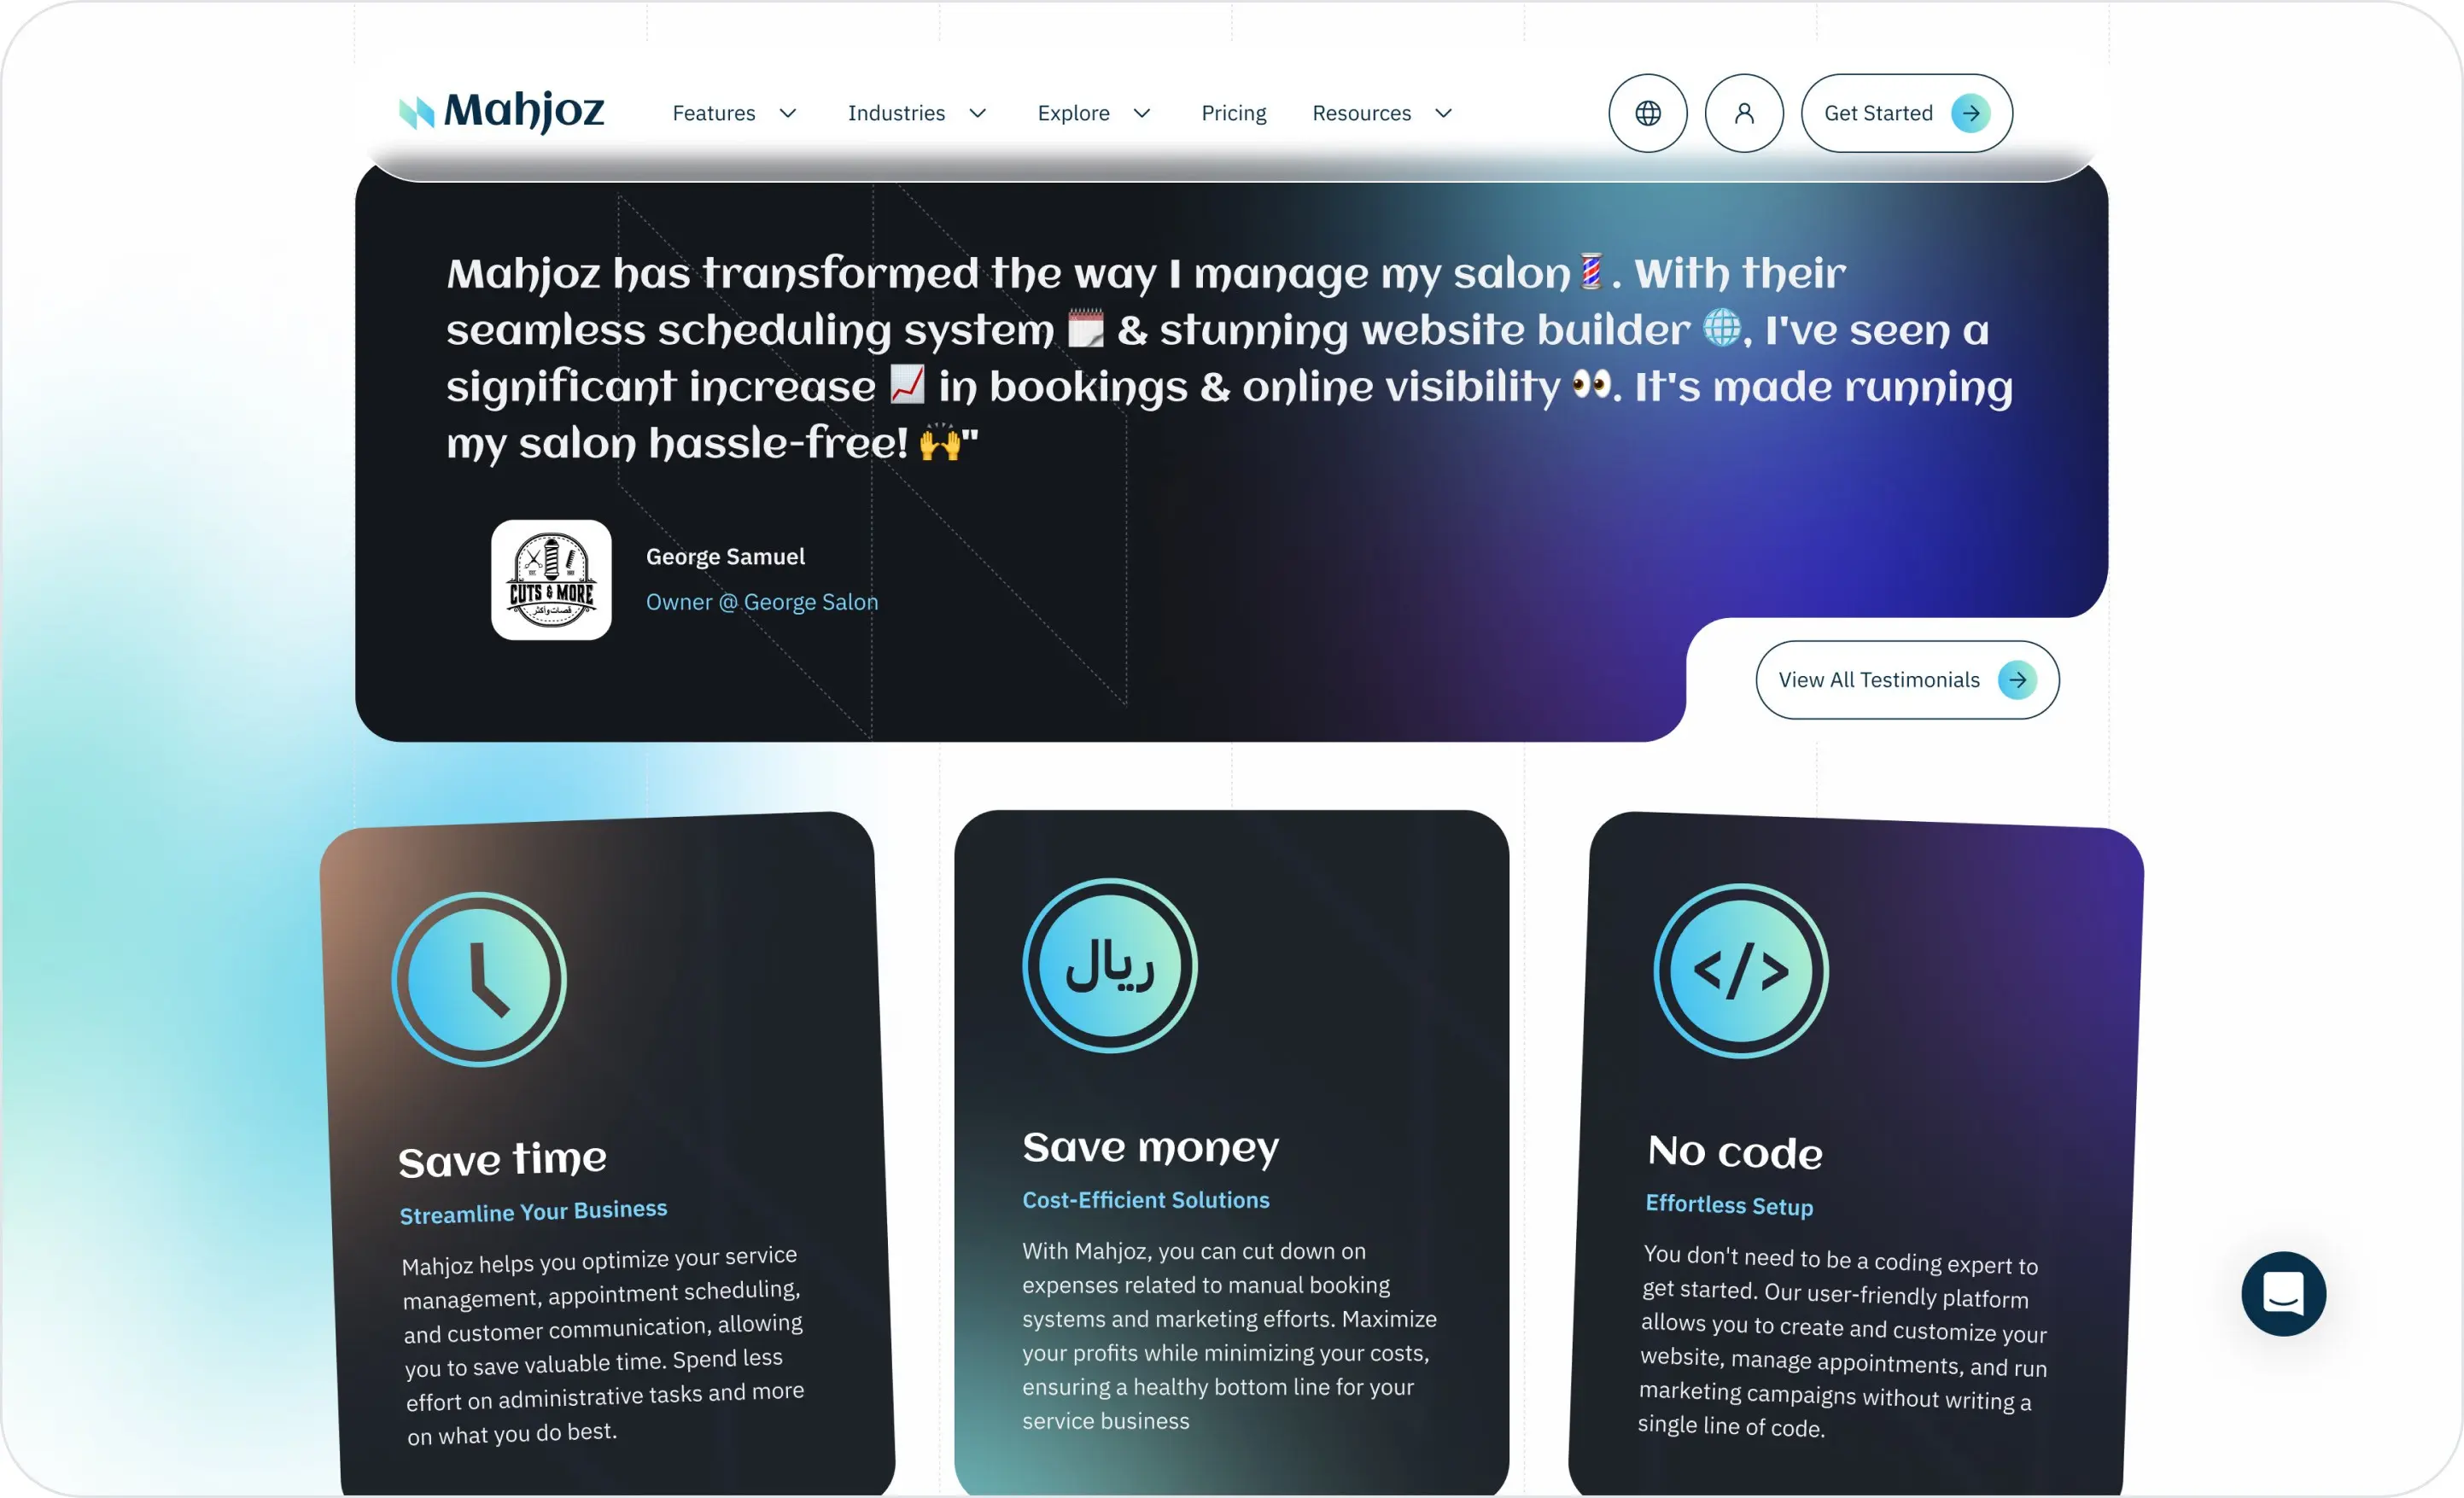 Mahjoz
Features
Industries
Explore
Pricing
Resources
Get Started
Mahjoz has transformed the way I manage my salon💈. With their
seamless scheduling system 🗓️ & stunning website builder 🌐, I've seen a
significant increase 📈 in bookings & online visibility 👀. It's made running
my salon hassle-free! 🙌"
CUTS & MORE
قصات وأكثر
George Samuel
Owner @ George Salon
View All Testimonials
Save time
Streamline Your Business
Mahjoz helps you optimize your service
management, appointment scheduling,
and customer communication, allowing
you to save valuable time. Spend less
effort on administrative tasks and more
on what you do best.
ريال
Save money
Cost-Efficient Solutions
With Mahjoz, you can cut down on
expenses related to manual booking
systems and marketing efforts. Maximize
your profits while minimizing your costs,
ensuring a healthy bottom line for your
service business
</>
No code
Effortless Setup
You don't need to be a coding expert to
get started. Our user-friendly platform
allows you to create and customize your
website, manage appointments, and run
marketing campaigns without writing a
single line of code.